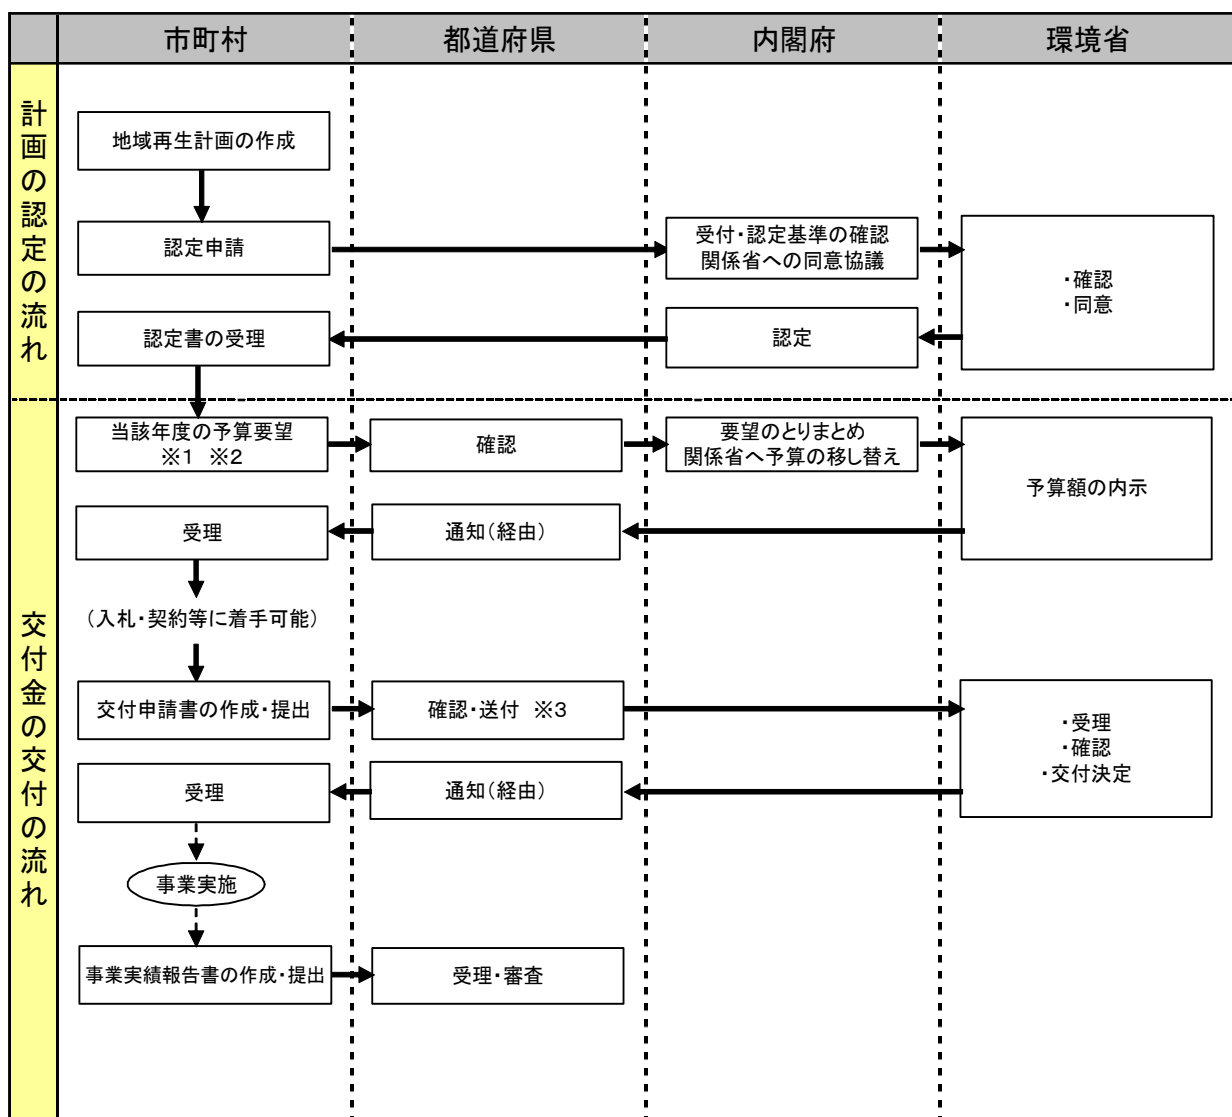 市町村
都道府県
内閣府
環境省
計画の認定の流れ
地域再生計画の作成
認定申請
受付・認定基準の確認
関係省への同意協議
・確認
・同意
認定書の受理
認定
交付金の交付の流れ
当該年度の予算要望
※1 ※2
確認
要望のとりまとめ
関係省へ予算の移し替え
予算額の内示
受理
通知(経由)
(入札・契約等に着手可能)
交付申請書の作成・提出
確認・送付 ※3
・受理
・確認
・交付決定
受理
通知(経由)
事業実施
事業実績報告書の作成・提出
受理・審査